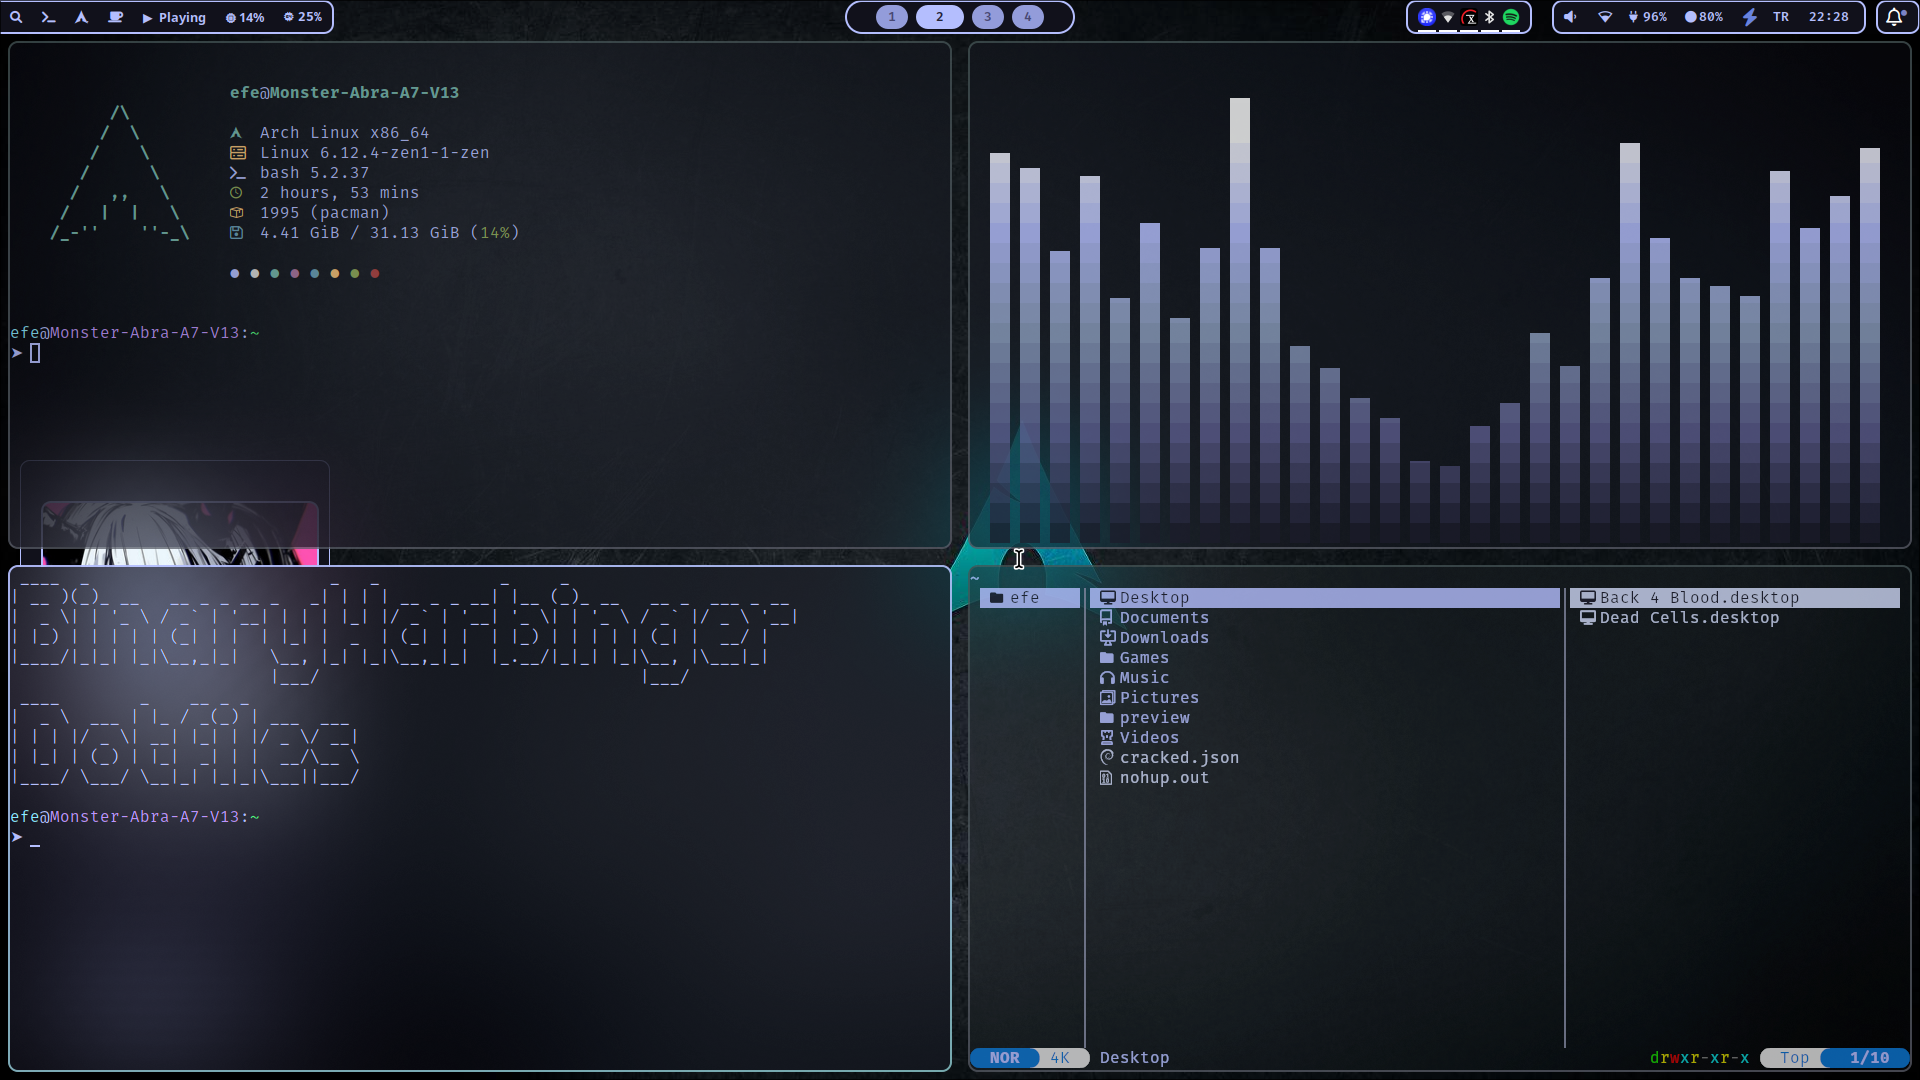 Playing 14% 25%
1 2 3 4
96% 80% TR 22:28
efe@Monster-Abra-A7-V13
Arch Linux x86_64
Linux 6.12.4-zen1-1-zen
bash 5.2.37
2 hours, 53 mins
1995 (pacman)
4.41 GiB / 31.13 GiB (14%)
efe@Monster-Abra-A7-V13:~
➤
BinaryHarbinger
Dotfiles
efe@Monster-Abra-A7-V13:~
➤ _
~
efe
Desktop
Documents
Downloads
Games
Music
Pictures
preview
Videos
cracked.json
nohup.out
Back 4 Blood.desktop
Dead Cells.desktop
NOR 4K Desktop
drwxr-xr-x Top 1/10